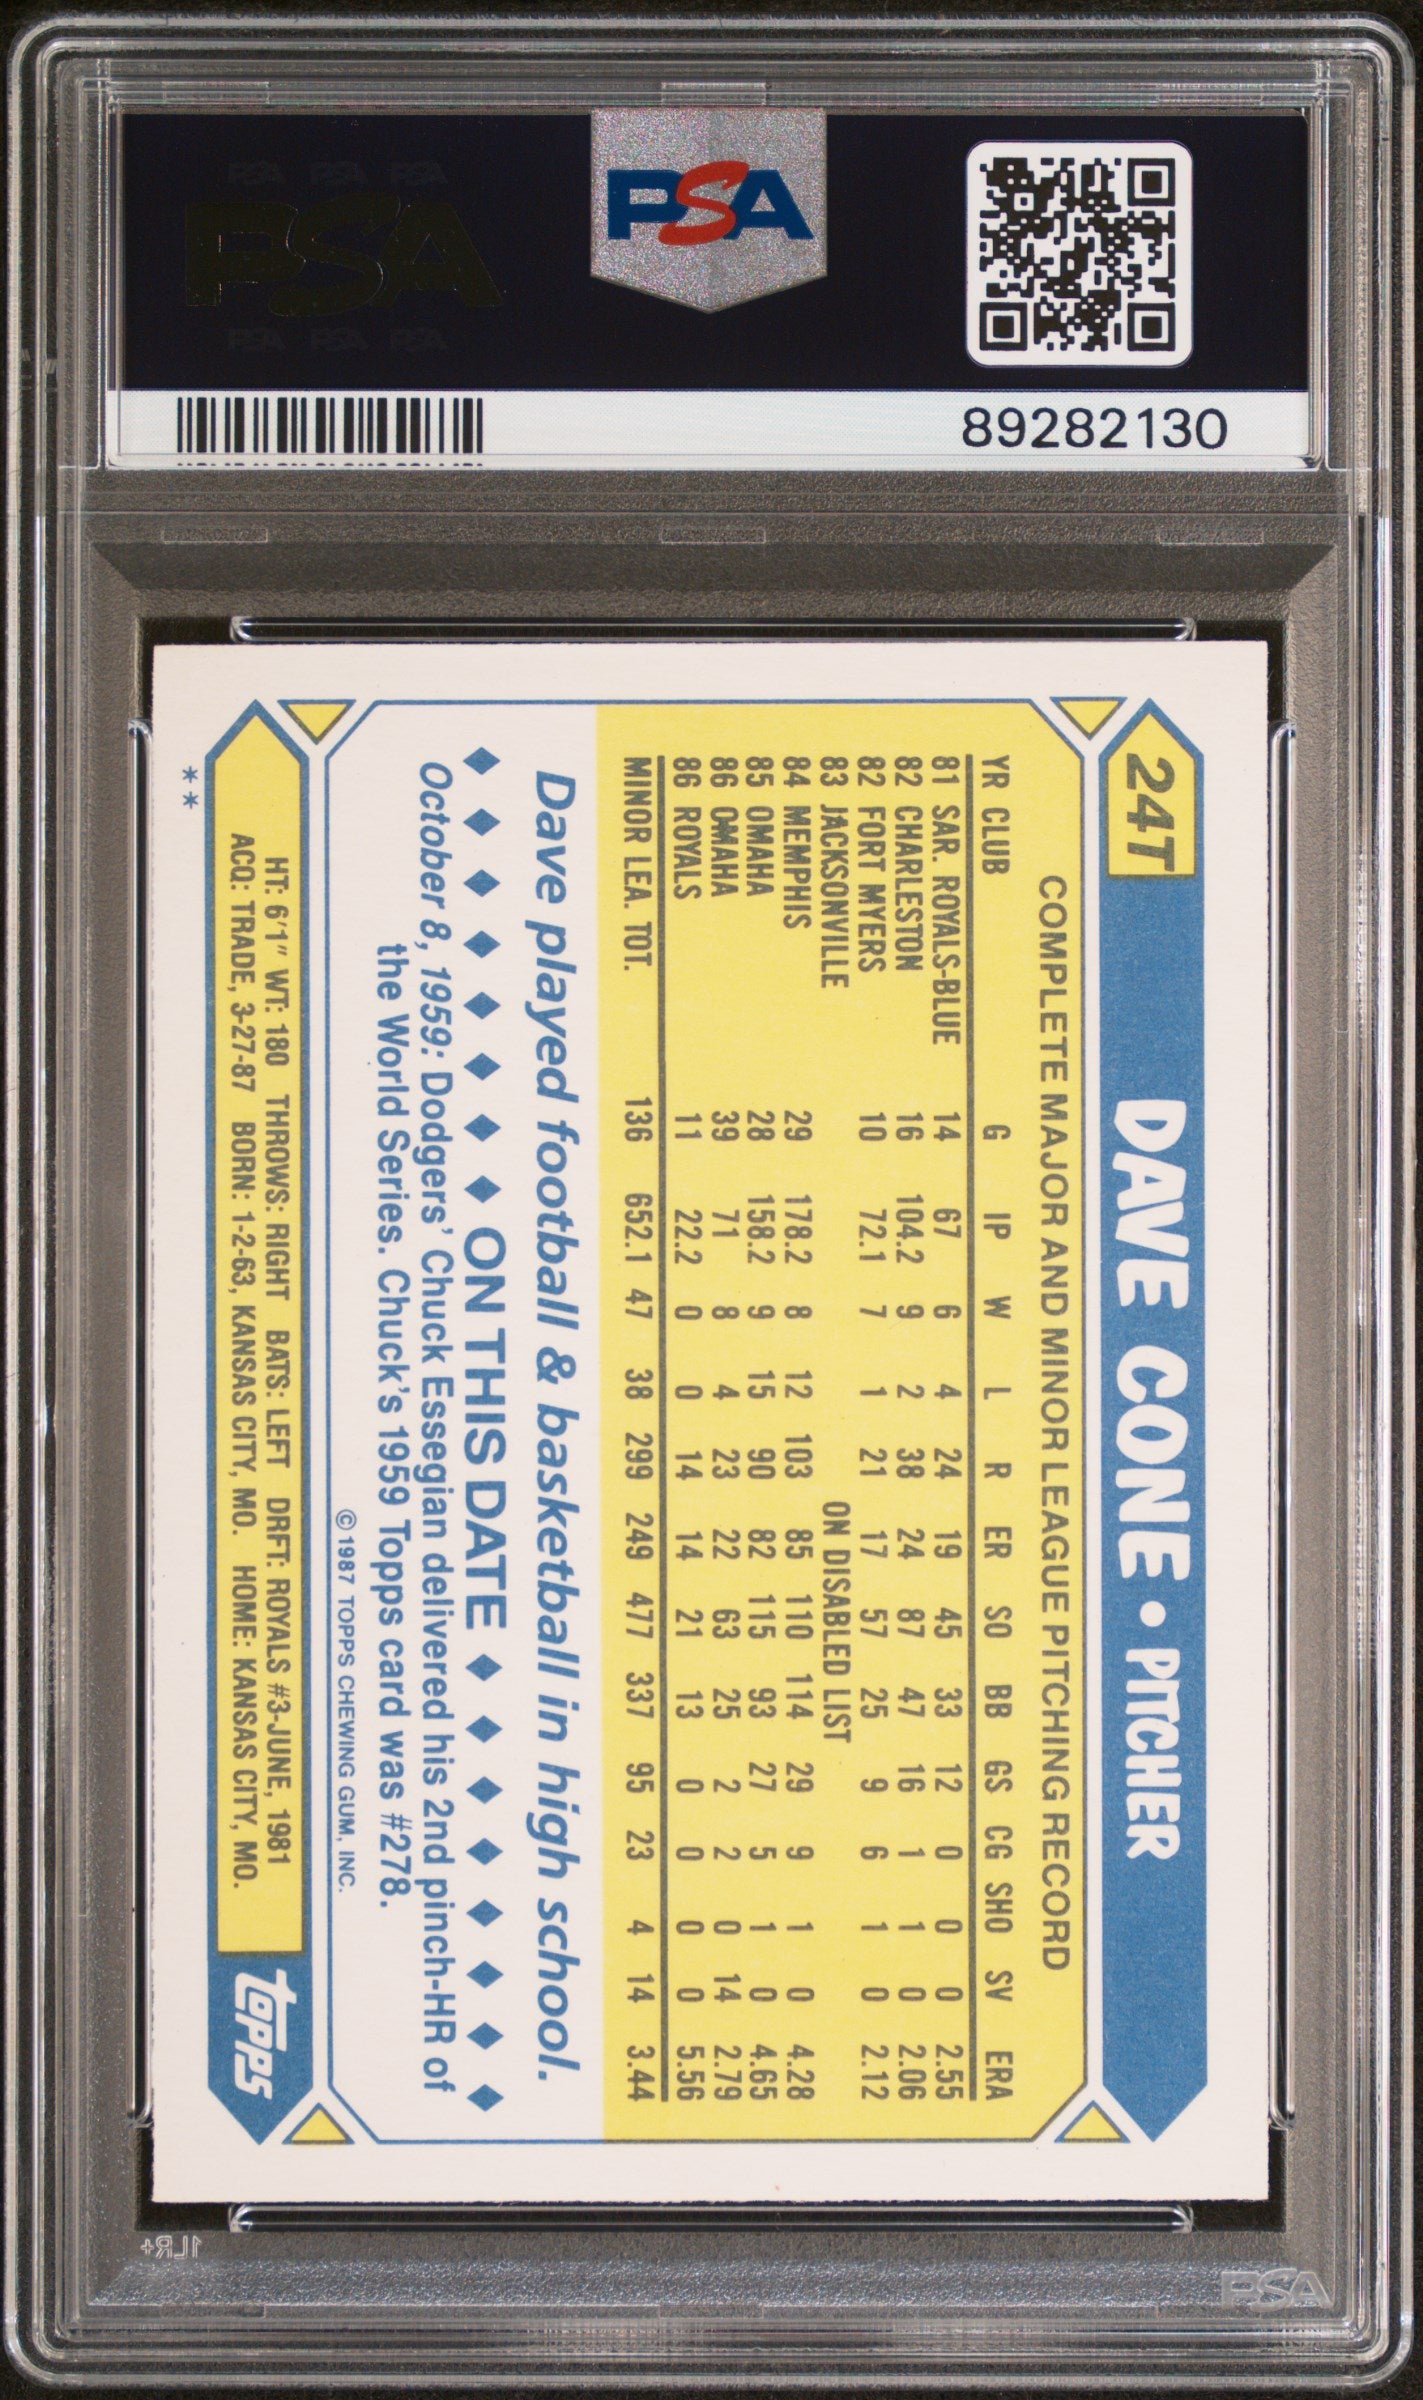 PSA PSA PSA
PSA
PSA PSA PSA
PSA
89282130
24T
DAVE CONE • PITCHER
COMPLETE MAJOR AND MINOR LEAGUE PITCHING RECORD
YR CLUB G IP W L R ER SO BB GS CG SHO SV ERA
81 SAR. ROYALS-BLUE 14 67 6 4 24 19 45 33 12 0 0 0 2.55
82 CHARLESTON 16 104.2 9 2 38 24 87 47 16 1 1 0 2.06
82 FORT MYERS 10 72.1 7 1 21 17 57 25 9 6 1 0 2.12
83 JACKSONVILLE ON DISABLED LIST
84 MEMPHIS 29 178.2 8 12 103 85 110 114 29 9 1 0 4.28
85 OMAHA 28 158.2 9 15 90 82 115 93 27 5 1 0 4.65
86 OMAHA 39 71 8 4 23 22 63 25 2 2 0 14 2.79
86 ROYALS 11 22.2 0 0 14 14 21 13 0 0 0 0 5.56
MINOR LEA. TOT. 136 652.1 47 38 299 249 477 337 95 23 4 14 3.44
Dave played football & basketball in high school.
ON THIS DATE
October 8, 1959: Dodgers' Chuck Essegian delivered his 2nd pinch-HR of
the World Series. Chuck's 1959 Topps card was #278.
© 1987 TOPPS CHEWING GUM, INC.
HT: 6'1" WT: 180 THROWS: RIGHT BATS: LEFT DRFT: ROYALS #3-JUNE, 1981
ACQ: TRADE, 3-27-87 BORN: 1-2-63, KANSAS CITY, MO. HOME: KANSAS CITY, MO.
topps
**
1LR+
PSA